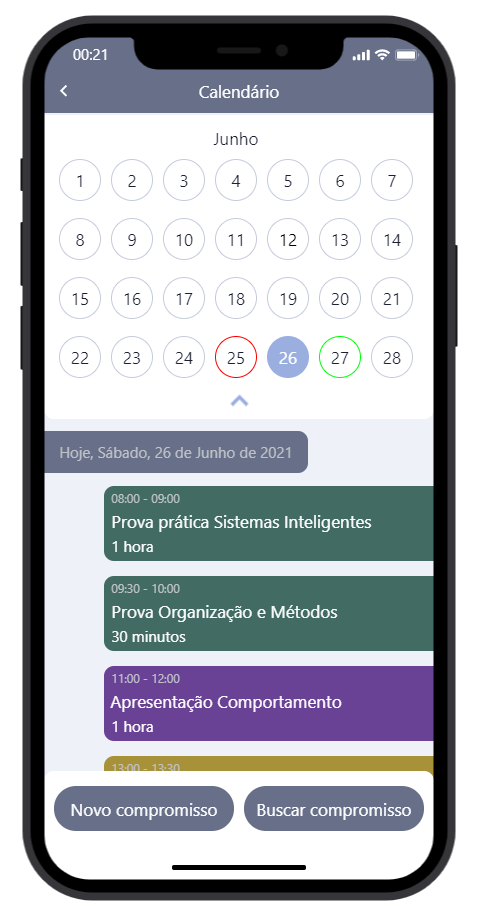 00:21
Calendário
Junho
1 2 3 4 5 6 7
8 9 10 11 12 13 14
15 16 17 18 19 20 21
22 23 24 25 26 27 28
Hoje, Sábado, 26 de Junho de 2021
08:00 - 09:00
Prova prática Sistemas Inteligentes
1 hora
09:30 - 10:00
Prova Organização e Métodos
30 minutos
11:00 - 12:00
Apresentação Comportamento
1 hora
13:00 - 13:30
Novo compromisso Buscar compromisso